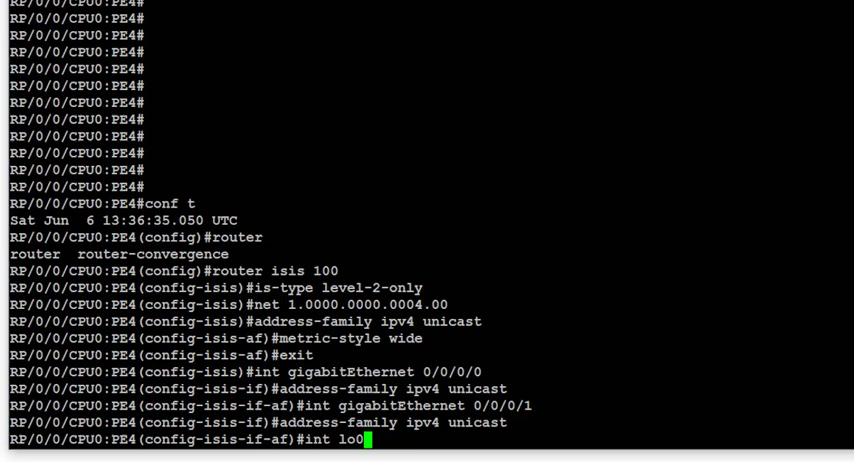 RP/0/0/CPU0:PE4#
RP/0/0/CPU0:PE4#
RP/0/0/CPU0:PE4#
RP/0/0/CPU0:PE4#
RP/0/0/CPU0:PE4#
RP/0/0/CPU0:PE4#
RP/0/0/CPU0:PE4#
RP/0/0/CPU0:PE4#
RP/0/0/CPU0:PE4#
RP/0/0/CPU0:PE4#
RP/0/0/CPU0:PE4#
RP/0/0/CPU0:PE4#
RP/0/0/CPU0:PE4#conf t
Sat Jun  6 13:36:35.050 UTC
RP/0/0/CPU0:PE4(config)#router
router  router-convergence
RP/0/0/CPU0:PE4(config)#router isis 100
RP/0/0/CPU0:PE4(config-isis)#is-type level-2-only
RP/0/0/CPU0:PE4(config-isis)#net 1.0000.0000.0004.00
RP/0/0/CPU0:PE4(config-isis)#address-family ipv4 unicast
RP/0/0/CPU0:PE4(config-isis-af)#metric-style wide
RP/0/0/CPU0:PE4(config-isis-af)#exit
RP/0/0/CPU0:PE4(config-isis)#int gigabitEthernet 0/0/0/0
RP/0/0/CPU0:PE4(config-isis-if)#address-family ipv4 unicast
RP/0/0/CPU0:PE4(config-isis-if-af)#int gigabitEthernet 0/0/0/1
RP/0/0/CPU0:PE4(config-isis-if)#address-family ipv4 unicast
RP/0/0/CPU0:PE4(config-isis-if-af)#int lo0